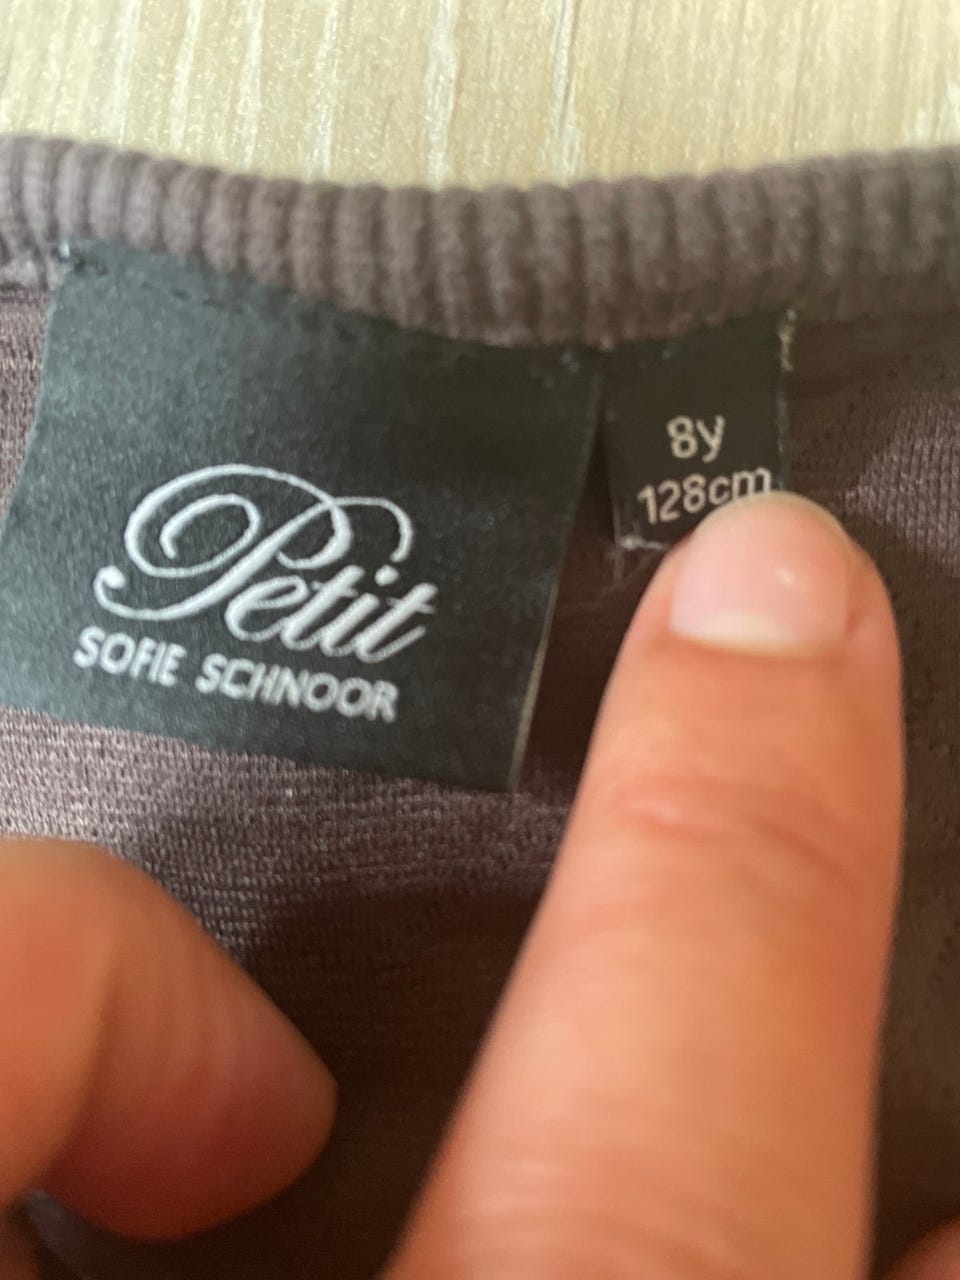 Petit
SOFIE SCHNOOR
8y
128cm